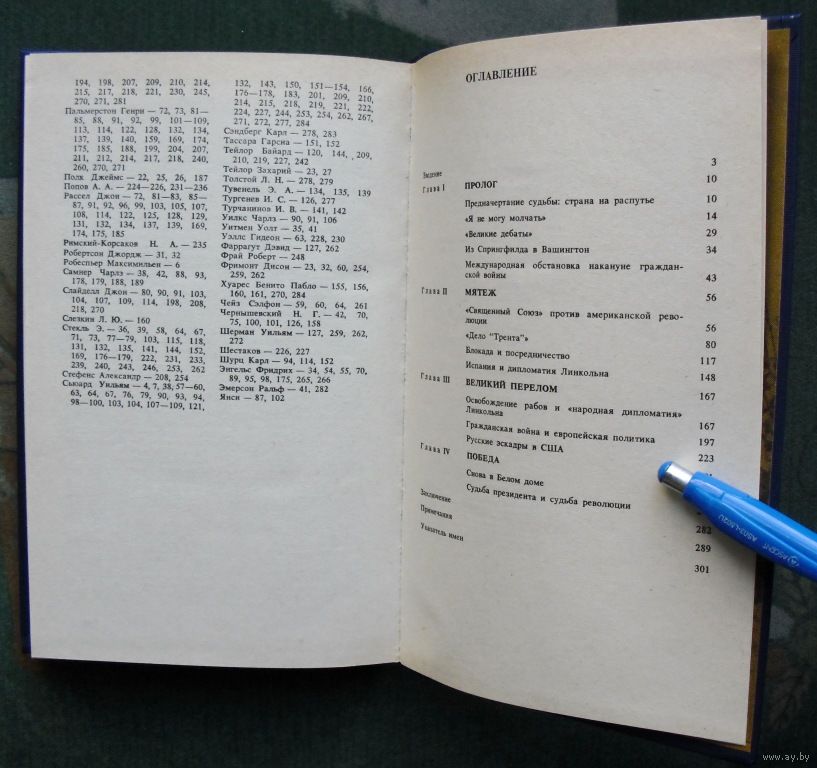 194, 198, 207, 209, 210, 214,
215, 217, 218, 221, 230, 245,
270, 271, 281
Пальмерстон Генри — 72, 73, 81—
85, 88, 91, 92, 99, 101—109,
113, 114, 122, 128, 132, 134,
137, 139, 140, 159, 169, 174,
175, 185, 188, 199, 204, 207,
211, 212, 214, 217, 218, 240,
260, 270, 271
Полк Джеймс — 22, 25, 26, 187
Попов А. А. — 224—226, 231—236
Рассел Джон — 72, 81—83, 85—
87, 91, 92, 96, 99, 103, 105, 107,
108, 114, 122, 125, 128, 129,
131, 132, 134, 137, 139, 169,
174, 175, 185
Римский-Корсаков Н. А. — 235
Робертсон Джордж — 31, 32
Робеспьер Максимильен — 6
Самнер Чарлз — 38, 42, 88, 93,
178, 179, 188, 189
Слайделл Джон — 80, 90, 91, 103,
104, 107, 109, 114, 198, 208,
218, 270
Слезкин Л. Ю. — 160
Стекль Э. — 36, 39, 58, 64, 67,
71, 73, 77—79, 103, 115, 118,
131, 132, 135, 141, 144, 152,
169, 176—179, 222, 231, 233,
239, 240, 243, 246, 253, 262
Стефенс Александр — 208, 254
Сьюард Уильям — 4, 7, 38, 57—60,
63, 64, 67, 76, 79, 90, 93, 94,
98—100, 103, 104, 107—109, 121,
132, 143, 150, 151—154, 166,
176—178, 183, 201, 209, 210,
214, 215, 218, 219, 221, 222,
224, 227, 244, 253, 254, 262, 267,
271, 272, 277, 284
Сэндберг Карл — 278, 283
Тассара Гарсиа — 151, 152
Тейлор Байард — 120, 144, 209,
210, 219, 227, 242
Тейлор Захарий — 23, 27
Толстой Л. Н. — 278, 279
Тувенель Э. А. — 134, 135, 139
Тургенев И. С. — 126, 277
Турчанинов И. В. — 141, 142
Уилкс Чарлз — 90, 91, 106
Уитмен Уолт — 35, 41
Уэллс Гидеон — 63, 228, 230
Фаррагут Дэвид — 127, 262
Фрай Роберт — 248
Фримонт Джон — 23, 32, 60, 254,
259, 262
Хуарес Бенито Пабло — 155, 156,
160, 161, 270, 284
Чейз Сэлфон — 59, 60, 64, 261
Чернышевский Н. Г. — 42, 70,
75, 100, 101, 126, 158
Шерман Уильям — 127, 259, 262,
272
Шестаков — 226, 227
Шурц Карл — 94, 114, 152
Энгельс Фридрих — 34, 54, 55, 70,
89, 95, 98, 175, 265, 266
Эмерсон Ральф — 41, 282
Янси — 87, 102
ОГЛАВЛЕНИЕ
Введение 3
Глава I ПРОЛОГ 10
Предначертание судьбы: страна на распутье 10
«Я не могу молчать» 14
«Великие дебаты» 29
Из Спрингфилда в Вашингтон 34
Международная обстановка накануне граждан-
ской войны 43
Глава II МЯТЕЖ 56
«Священный Союз» против американской рево-
люции 56
«Дело "Трента"» 80
Блокада и посредничество 117
Испания и дипломатия Линкольна 148
Глава III ВЕЛИКИЙ ПЕРЕЛОМ 167
Освобождение рабов и «народная дипломатия»
Линкольна 167
Гражданская война и европейская политика 197
Русские эскадры в США 223
Глава IV ПОБЕДА
Снова в Белом доме
Судьба президента и судьба революции
Заключение 282
Примечания 289
Указатель имен 301
ASCENT
www.ay.by